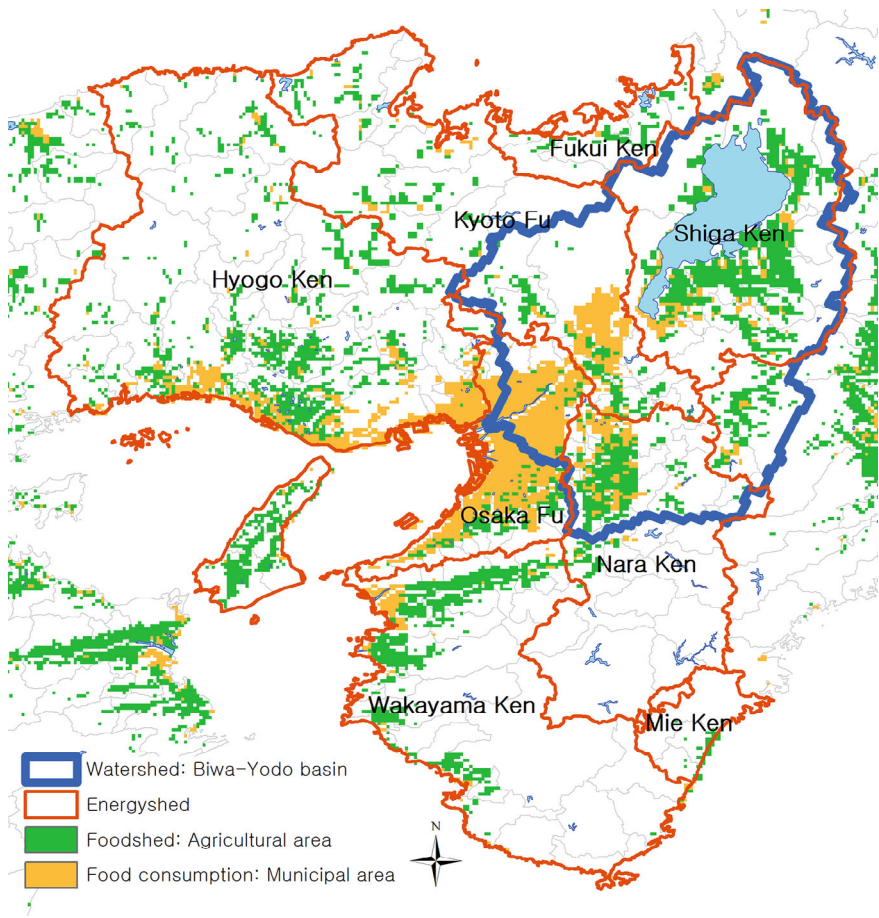 Fukui Ken
Kyoto Fu
Shiga Ken
Hyogo Ken
Osaka Fu
Nara Ken
Wakayama Ken
Mie Ken
Watershed: Biwa-Yodo basin
Energyshed
Foodshed: Agricultural area
Food consumption: Municipal area
N